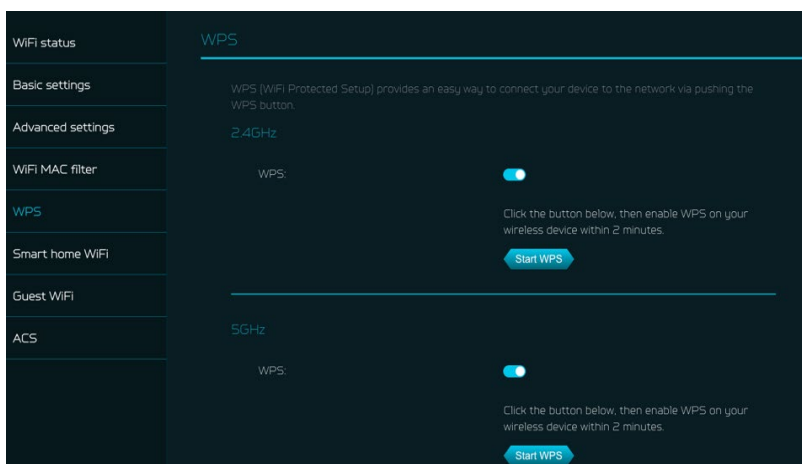 WiFi status
Basic settings
Advanced settings
WiFi MAC filter
WPS
Smart home WiFi
Guest WiFi
ACS
WPS
WPS (WiFi Protected Setup) provides an easy way to connect your device to the network via pushing the
WPS button.
2.4GHz
WPS:
Click the button below, then enable WPS on your
wireless device within 2 minutes.
Start WPS
5GHz
WPS:
Click the button below, then enable WPS on your
wireless device within 2 minutes.
Start WPS